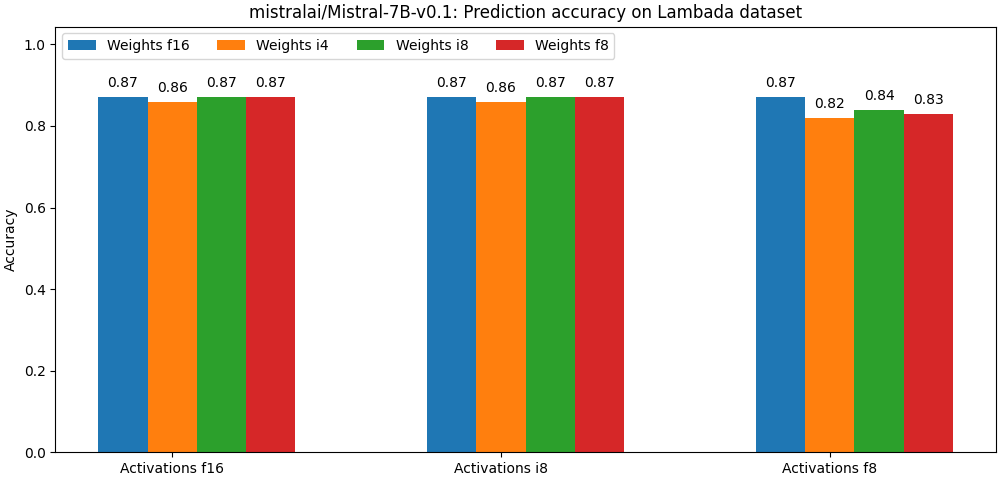 mistralai/Mistral-7B-v0.1: Prediction accuracy on Lambada dataset
Weights f16 Weights i4 Weights i8 Weights f8
1.0
0.87 0.86 0.87 0.87 0.87 0.86 0.87 0.87 0.87 0.82 0.84 0.83
0.8
0.6
Accuracy
0.4
0.2
0.0
Activations f16 Activations i8 Activations f8